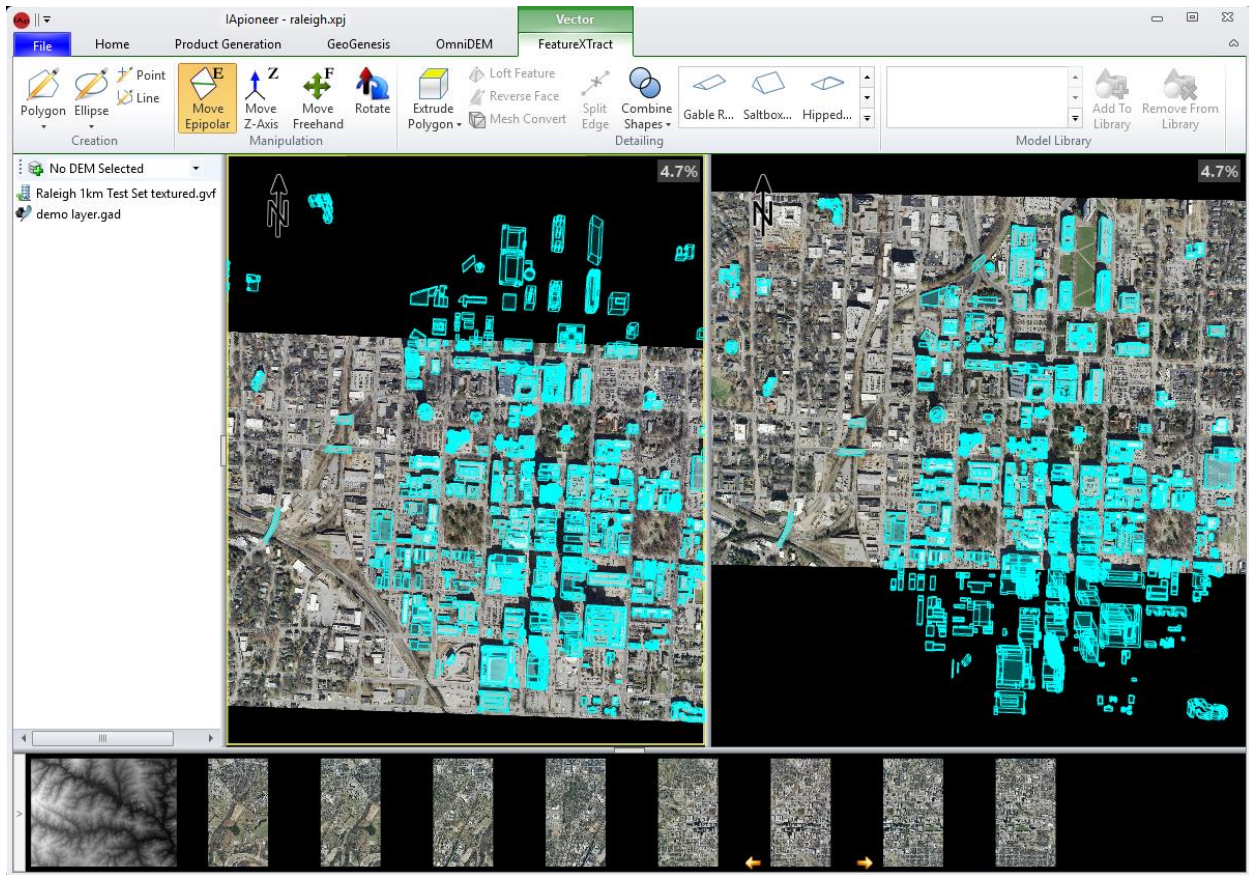 IAp
IApioneer - raleigh.xpj
Vector
File
Home
Product Generation
GeoGenesis
OmniDEM
FeatureXTract
Polygon
Ellipse
Point
Line
Creation
E
Move Epipolar
Z
Move Z-Axis
F
Move Freehand
Rotate
Manipulation
Extrude Polygon
Loft Feature
Reverse Face
Mesh Convert
Split Edge
Combine Shapes
Gable R...
Saltbox...
Hipped...
Detailing
Add To Library
Remove From Library
Model Library
No DEM Selected
Raleigh 1km Test Set textured.gvf
demo layer.gad
N
4.7%
N
4.7%